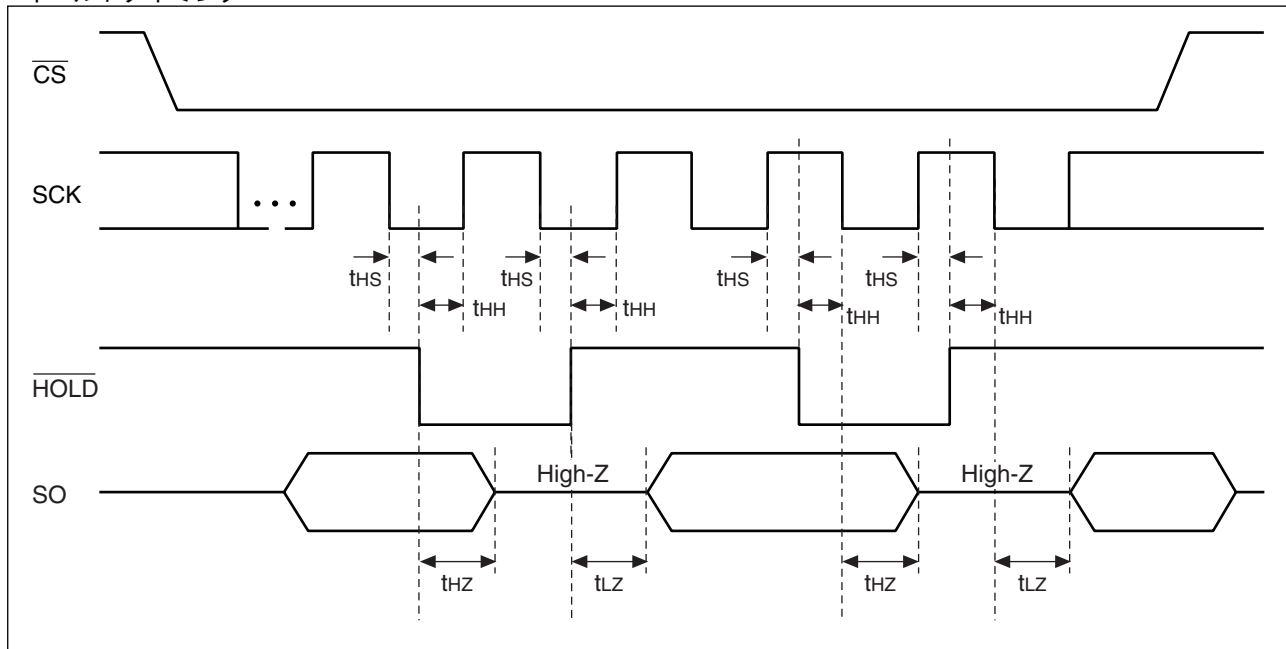 CS
SCK
• • •
tHS
tHS
tHS
tHS
tHH
tHH
tHH
tHH
HOLD
High-Z
High-Z
SO
tHZ
tLZ
tHZ
tLZ